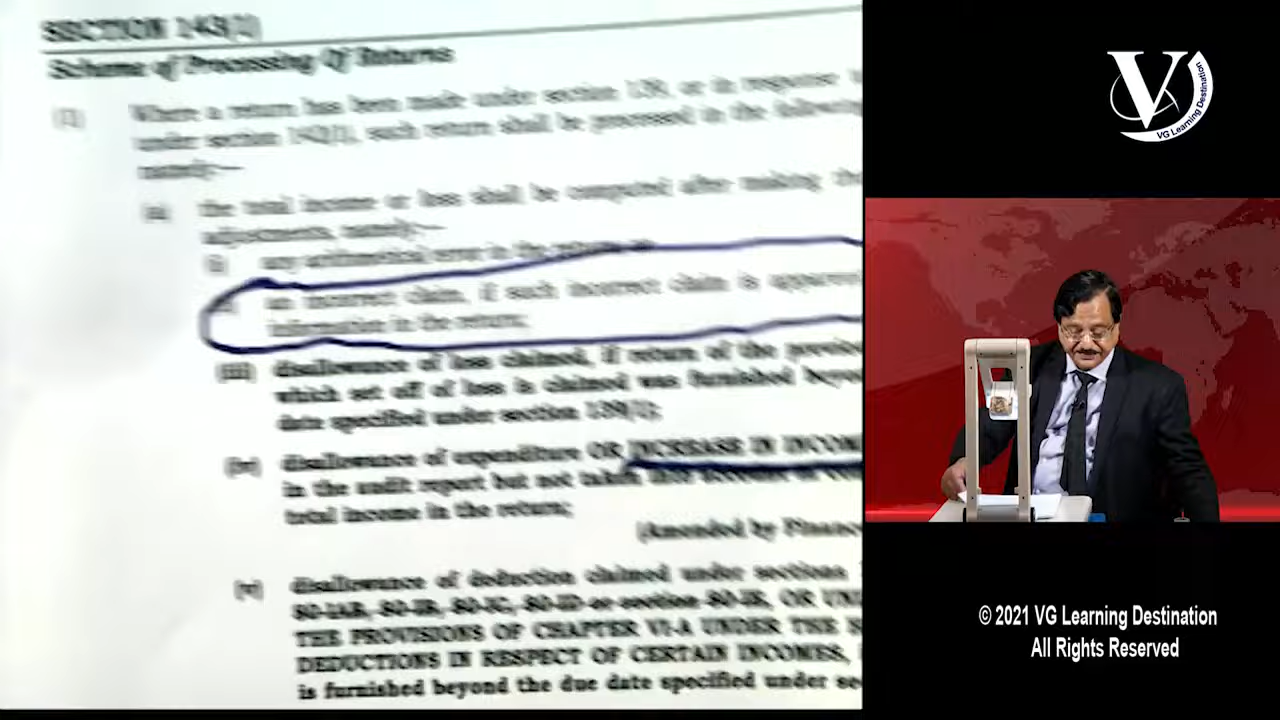 SECTION 143(1)
Scheme of Processing Of Returns
(1) Where a return has been made under section 139, or in response
under section 142(1), such return shall be processed in the following
namely:—
(a) the total income or loss shall be computed after making the
adjustments, namely:—
(i) any arithmetical error in the return;
an incorrect claim, if such incorrect claim is apparent
information in the return;
(iii) disallowance of loss claimed, if return of the previous
which set off of loss is claimed was furnished beyond
date specified under section 139(1);
(iv) disallowance of expenditure OR INCREASE IN INCOME
in the audit report but not taken into account in
total income in the return;
(Amended by Finance
(v) disallowance of deduction claimed under sections
80-IAB, 80-IB, 80-IC, 80-ID or section 80-IE, OR
THE PROVISIONS OF CHAPTER VI-A UNDER THE
DEDUCTIONS IN RESPECT OF CERTAIN INCOMES,
is furnished beyond the due date specified under
V
VG Learning Destination
© 2021 VG Learning Destination
All Rights Reserved